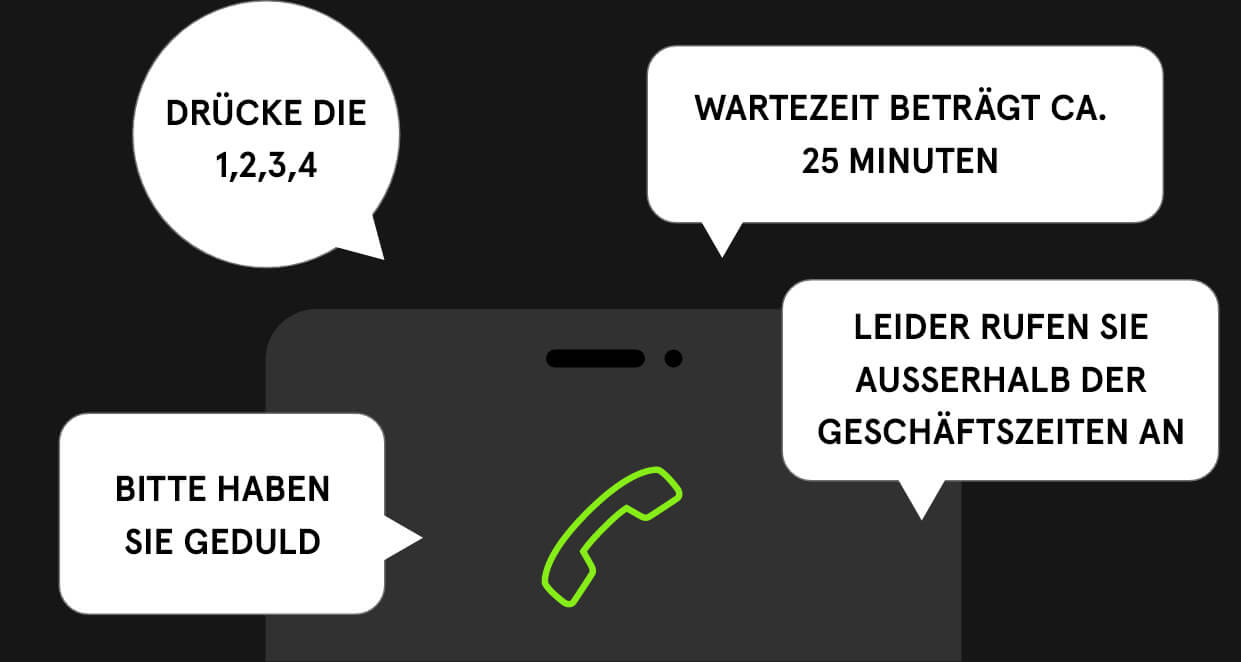 DRÜCKE DIE
1,2,3,4
WARTEZEIT BETRÄGT CA.
25 MINUTEN
LEIDER RUFEN SIE
AUSSERHALB DER
GESCHÄFTSZEITEN AN
BITTE HABEN
SIE GEDULD